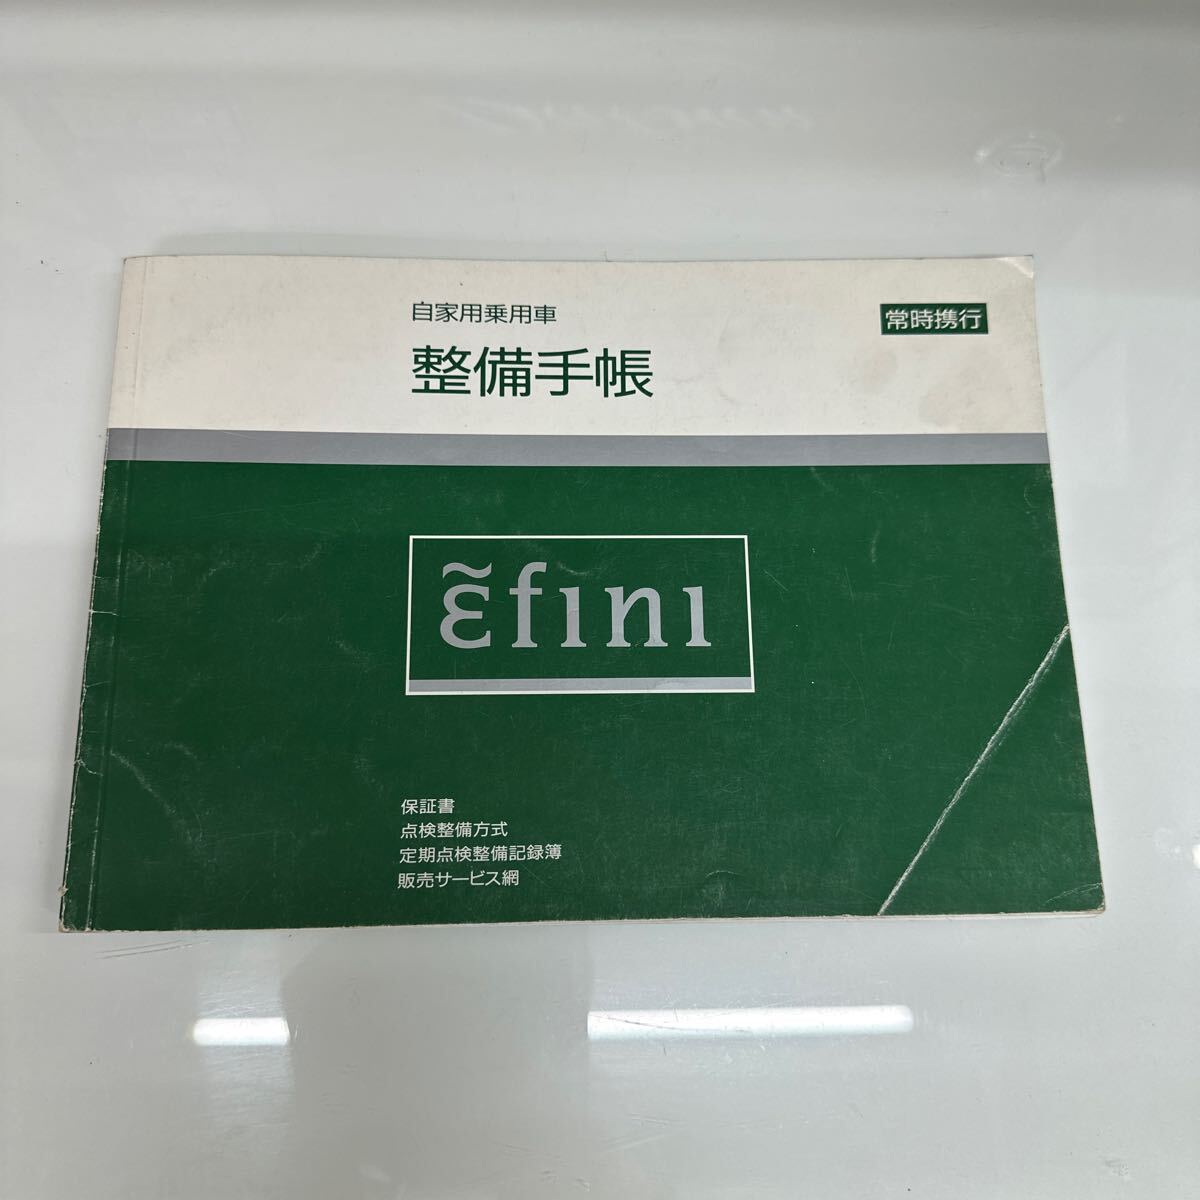 自家用乗用車
常時携行
整備手帳
ε̃fını
保証書
点検整備方式
定期点検整備記録簿
販売サービス網